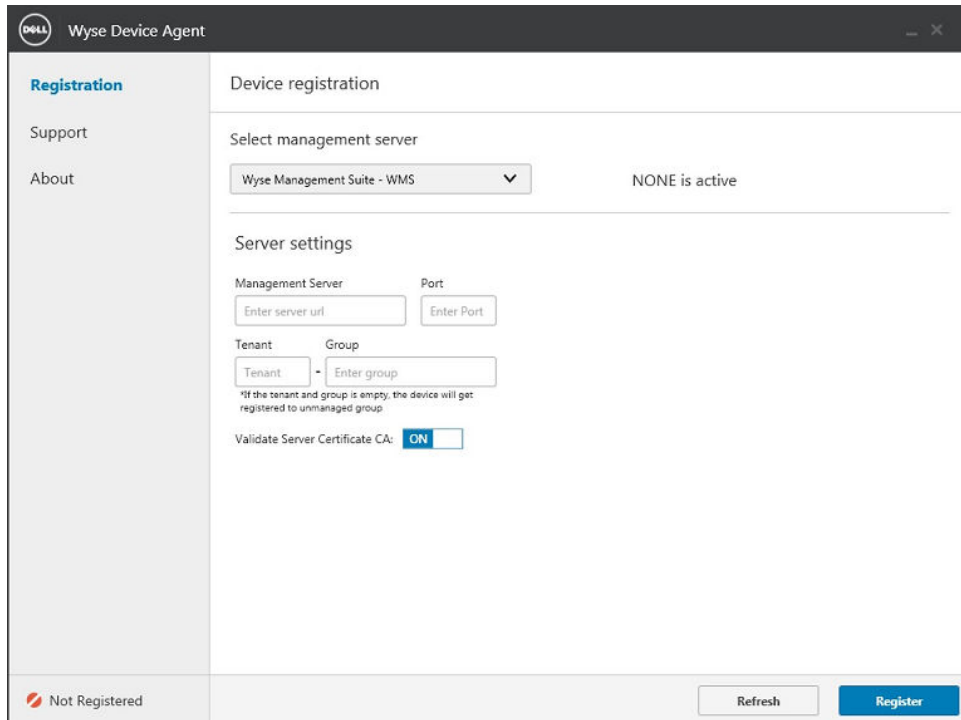 DELL
Wyse Device Agent
Registration
Support
About
Device registration
Select management server
Wyse Management Suite - WMS
NONE is active
Server settings
Management Server
Port
Enter server url
Enter Port
Tenant
Group
Tenant
-
Enter group
*If the tenant and group is empty, the device will get
registered to unmanaged group
Validate Server Certificate CA:
ON
Not Registered
Refresh
Register